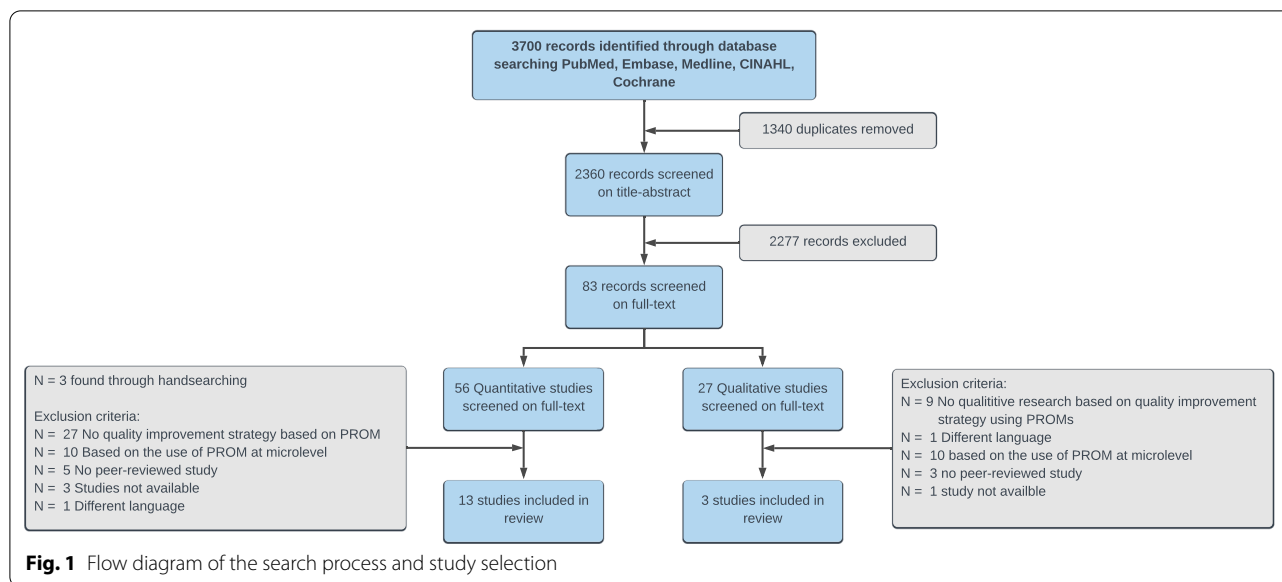 3700 records identified through database
searching PubMed, Embase, Medline, CINAHL,
Cochrane
1340 duplicates removed
2360 records screened
on title-abstract
2277 records excluded
83 records screened
on full-text
N = 3 found through handsearching
Exclusion criteria:
N = 27 No quality improvement strategy based on PROM
N = 10 Based on the use of PROM at microlevel
N = 5 No peer-reviewed study
N = 3 Studies not available
N = 1 Different language
56 Quantitative studies
screened on full-text
27 Qualitative studies
screened on full-text
Exclusion criteria:
N = 9 No qualititive research based on quality improvement
strategy using PROMs
N = 1 Different language
N = 10 based on the use of PROM at microlevel
N = 3 no peer-reviewed study
N = 1 study not availble
13 studies included in
review
3 studies included in
review
Fig. 1 Flow diagram of the search process and study selection